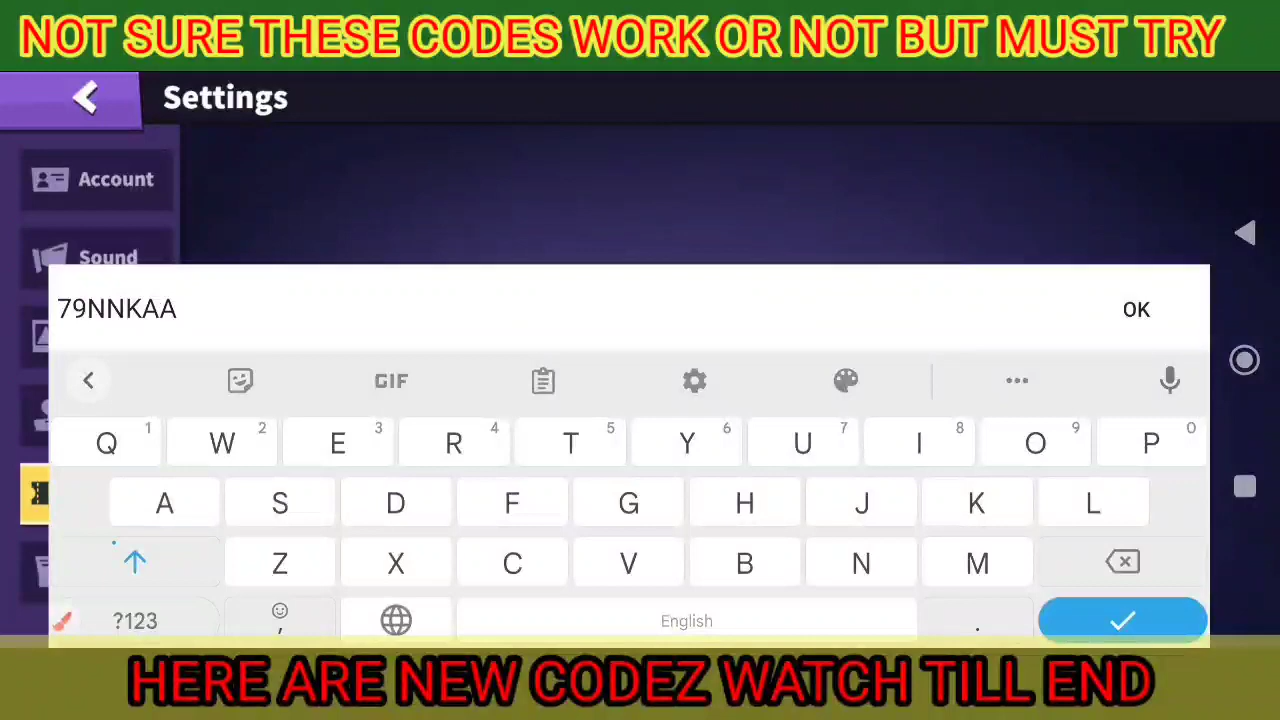 NOT SURE THESE CODES WORK OR NOT BUT MUST TRY
Settings
Account
Sound
79NNKAA
OK
GIF
Q 1 W 2 E 3 R 4 T 5 Y 6 U 7 I 8 O 9 P 0
A S D F G H J K L
Z X C V B N M
?123 , English .
HERE ARE NEW CODEZ WATCH TILL END